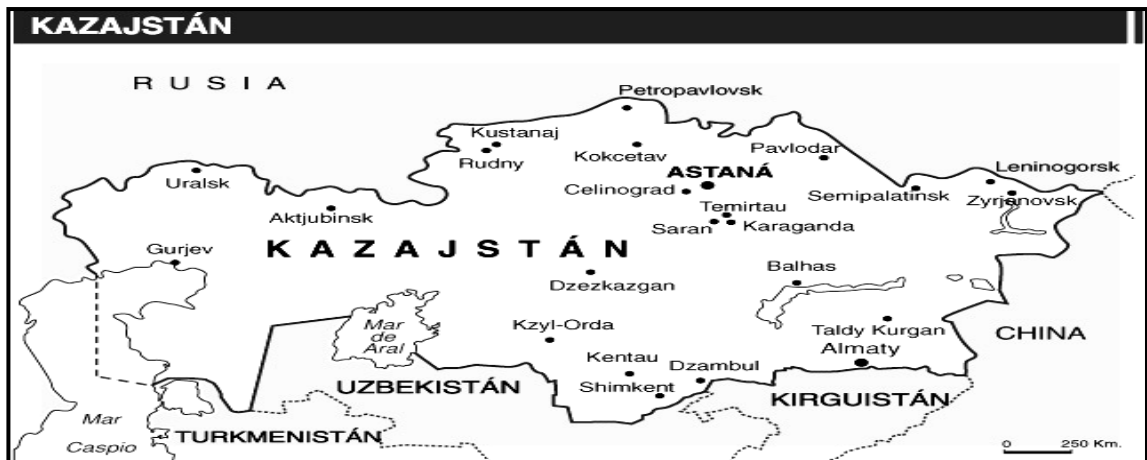 KAZAJSTÁN
RUSIA
Petropavlovsk
Kustanaj
Rudny
Kokcetav
Pavlodar
ASTANÁ
Leninogorsk
Uralsk
Celinograd
Semipalatinsk
Zyrjanovsk
Aktjubinsk
Temirtau
Saran
Karaganda
KAZAJSTÁN
Gurjev
Balhas
Dzezkazgan
Mar
de
Aral
Kzyl-Orda
Taldy Kurgan
CHINA
Almaty
Kentau
Dzambul
UZBEKISTÁN
Shimkent
KIRGUISTÁN
Mar
Caspio
TURKMENISTÁN
0 250 Km.